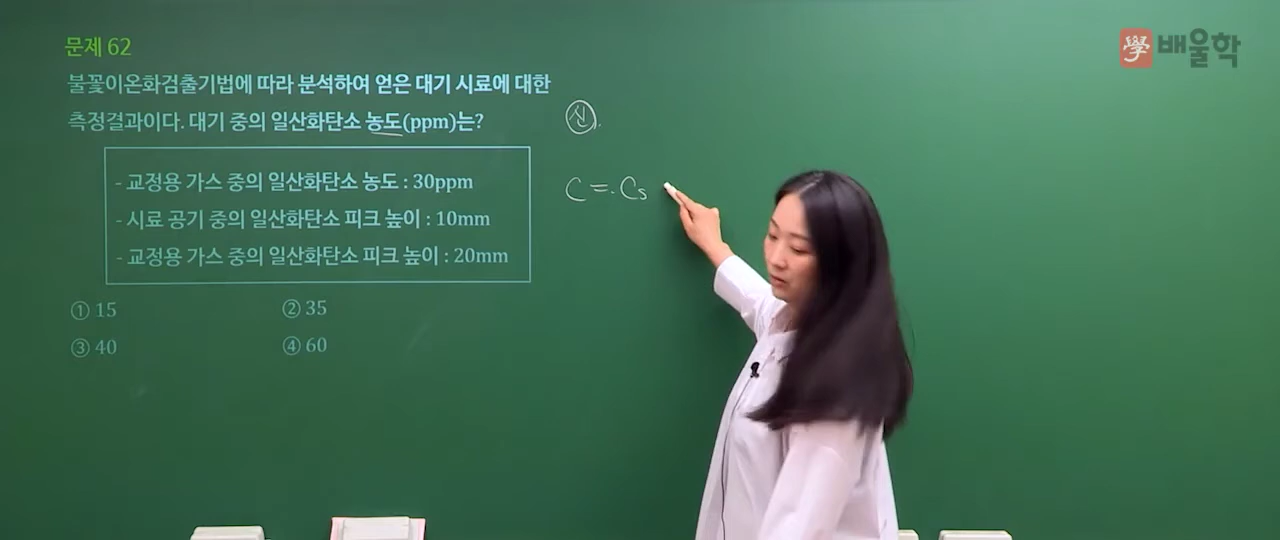 문제 62
學 배울학
불꽃이온화검출기법에 따라 분석하여 얻은 대기 시료에 대한
측정결과이다. 대기 중의 일산화탄소 농도(ppm)는?
신
- 교정용 가스 중의 일산화탄소 농도 : 30ppm
C = Cs
- 시료 공기 중의 일산화탄소 피크 높이 : 10mm
- 교정용 가스 중의 일산화탄소 피크 높이 : 20mm
① 15 ② 35
③ 40 ④ 60